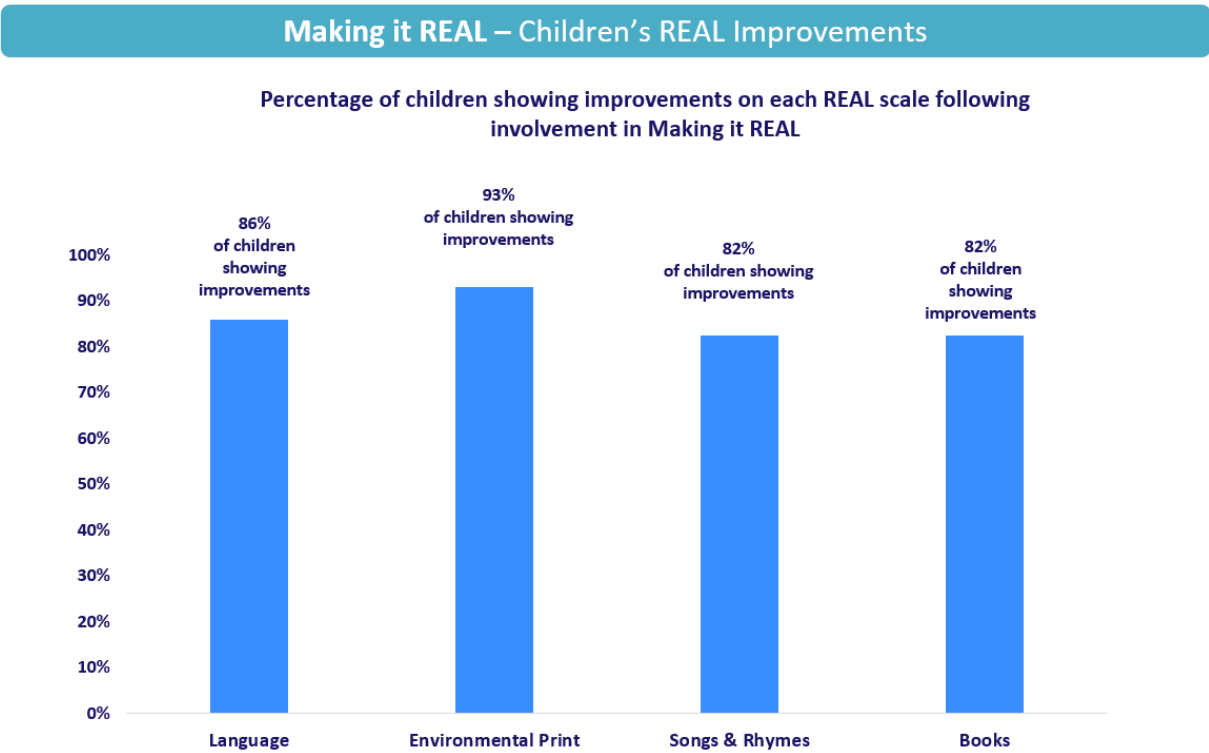 Making it REAL – Children’s REAL Improvements
Percentage of children showing improvements on each REAL scale following
involvement in Making it REAL
86%
of children
showing
improvements
93%
of children showing
improvements
82%
of children showing
improvements
82%
of children
showing
improvements
100%
90%
80%
70%
60%
50%
40%
30%
20%
10%
0%
Language
Environmental Print
Songs & Rhymes
Books